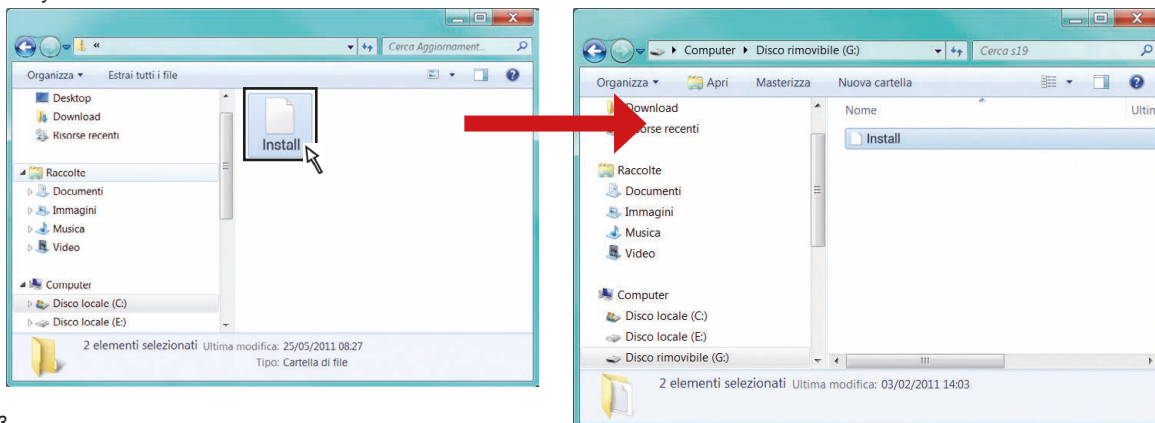 «
Cerca Aggiornament...
Organizza
Estrai tutti i file
Desktop
Download
Risorse recenti
Raccolte
Documenti
Immagini
Musica
Video
Computer
Disco locale (C:)
Disco locale (E:)
Install
2 elementi selezionati Ultima modifica: 25/05/2011 08:27
Tipo: Cartella di file
Computer Disco rimovibile (G:)
Cerca s19
Organizza Apri Masterizza Nuova cartella
Download
recenti
Raccolte
Documenti
Immagini
Musica
Video
Computer
Disco locale (C:)
Disco locale (E:)
Disco rimovibile (G:)
Nome
Install
2 elementi selezionati Ultima modifica: 03/02/2011 14:03